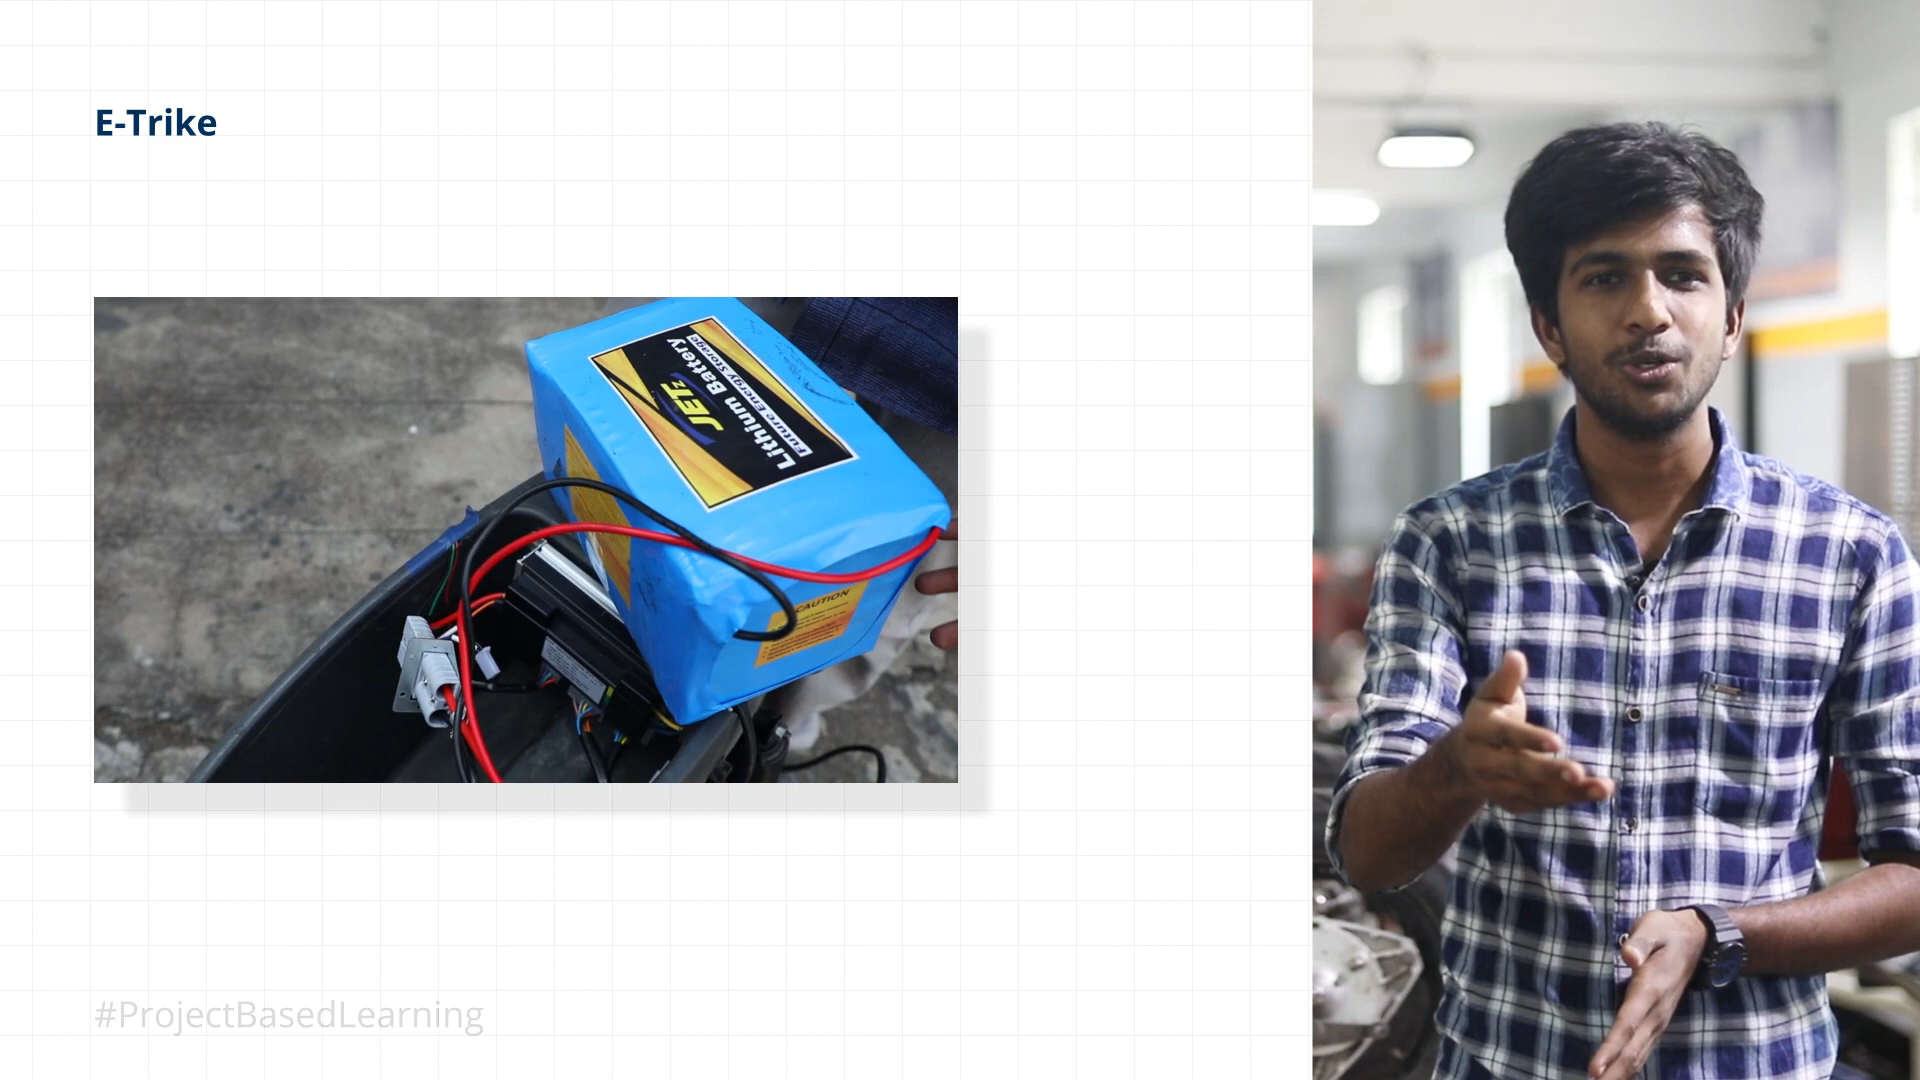 E-Trike
JETz
Lithium Battery
Future Energy Storage
CAUTION
#ProjectBasedLearning